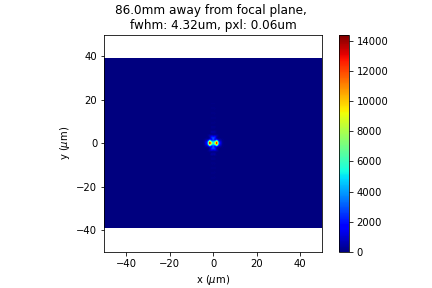 86.0mm away from focal plane,
fwhm: 4.32um, pxl: 0.06um
40
20
0
−20
−40
y (μm)
−40 −20 0 20 40
x (μm)
14000
12000
10000
8000
6000
4000
2000
0